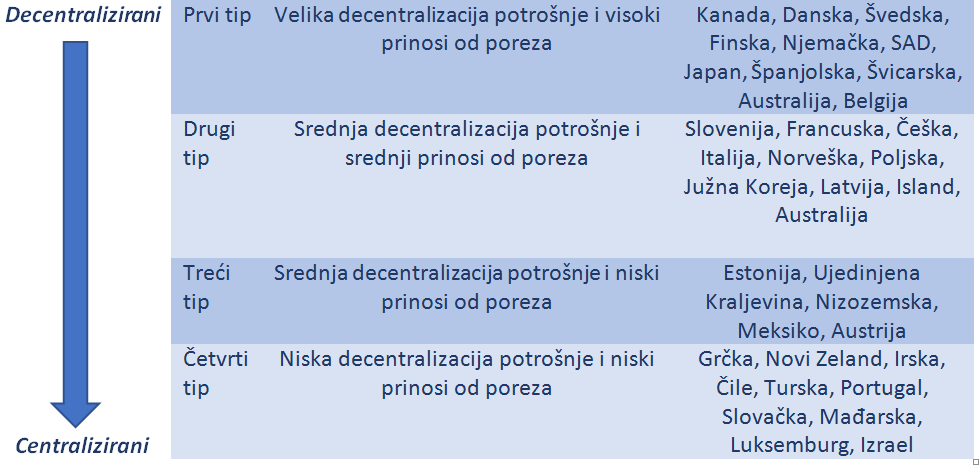 Decentralizirani
Prvi tip
Velika decentralizacija potrošnje i visoki
prinosi od poreza
Kanada, Danska, Švedska,
Finska, Njemačka, SAD,
Japan, Španjolska, Švicarska,
Australija, Belgija
Drugi
tip
Srednja decentralizacija potrošnje i
srednji prinosi od poreza
Slovenija, Francuska, Češka,
Italija, Norveška, Poljska,
Južna Koreja, Latvija, Island,
Australija
Treći
tip
Srednja decentralizacija potrošnje i niski
prinosi od poreza
Estonija, Ujedinjena
Kraljevina, Nizozemska,
Meksiko, Austrija
Četvrti
tip
Niska decentralizacija potrošnje i niski
prinosi od poreza
Grčka, Novi Zeland, Irska,
Čile, Turska, Portugal,
Slovačka, Mađarska,
Luksemburg, Izrael
Centralizirani